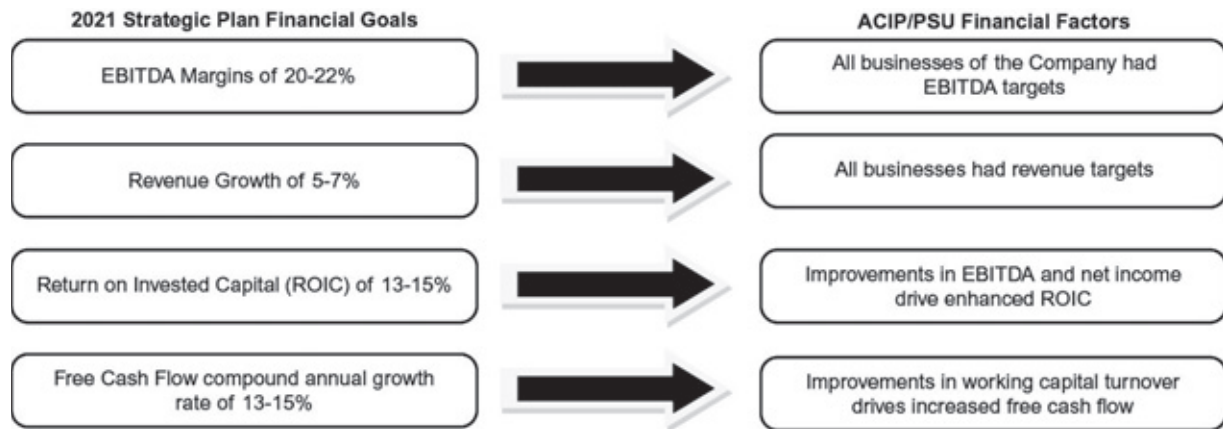 2021 Strategic Plan Financial Goals
ACIP/PSU Financial Factors
EBITDA Margins of 20-22%
All businesses of the Company had
EBITDA targets
Revenue Growth of 5-7%
All businesses had revenue targets
Return on Invested Capital (ROIC) of 13-15%
Improvements in EBITDA and net income
drive enhanced ROIC
Free Cash Flow compound annual growth
rate of 13-15%
Improvements in working capital turnover
drives increased free cash flow